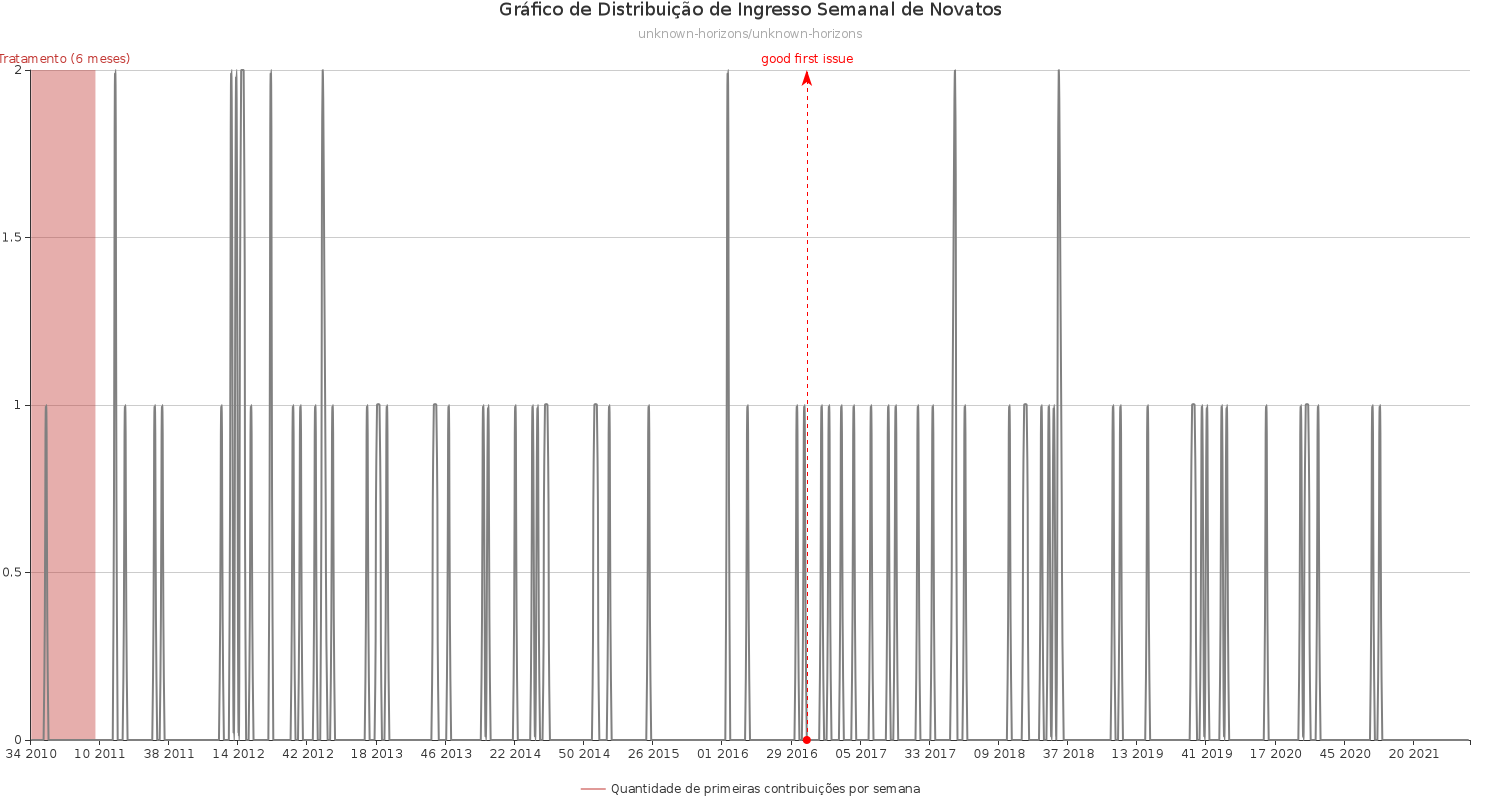 Gráfico de Distribuição de Ingresso Semanal de Novatos
unknown-horizons/unknown-horizons
Tratamento (6 meses)
good first issue
2
1.5
1
0.5
0
34 2010 10 2011 38 2011 14 2012 42 2012 18 2013 46 2013 22 2014 50 2014 26 2015 01 2016 29 2016 05 2017 33 2017 09 2018 37 2018 13 2019 41 2019 17 2020 45 2020 20 2021
Quantidade de primeiras contribuições por semana